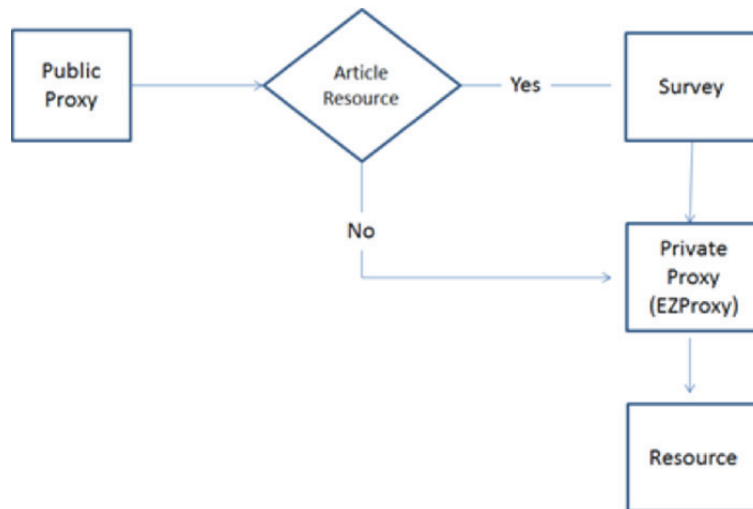 Public
Proxy
Article
Resource
Yes
Survey
No
Private
Proxy
(EZProxy)
Resource